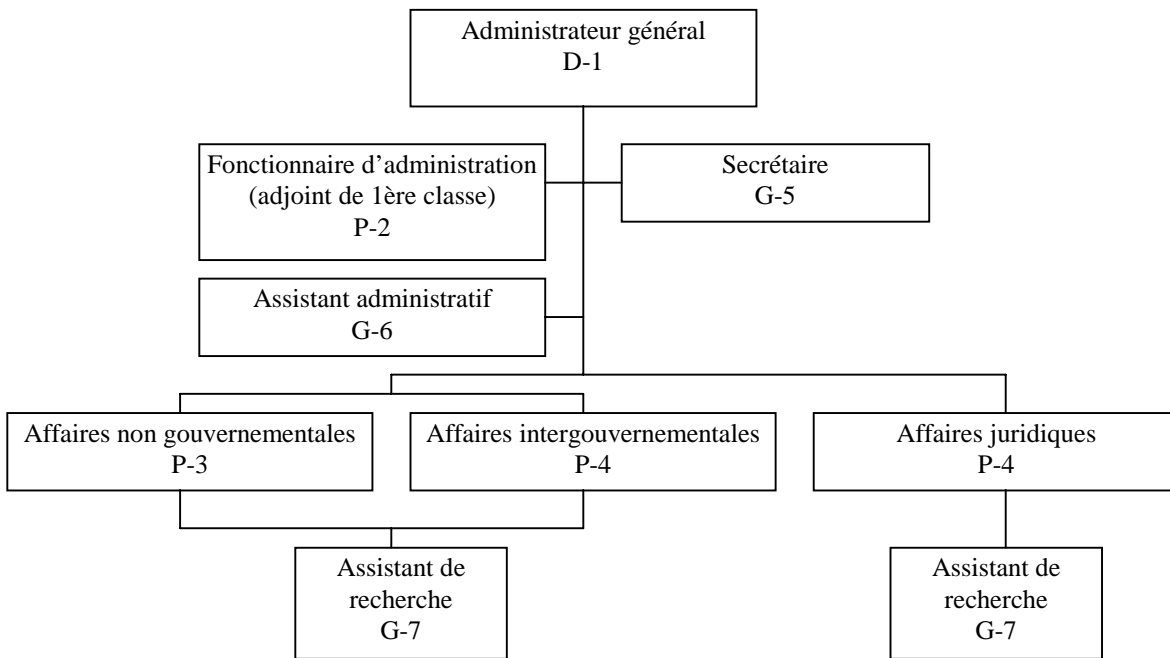 Administrateur général
D-1
Fonctionnaire d’administration
(adjoint de 1ère classe)
P-2
Secrétaire
G-5
Assistant administratif
G-6
Affaires non gouvernementales
P-3
Affaires intergouvernementales
P-4
Affaires juridiques
P-4
Assistant de
recherche
G-7
Assistant de
recherche
G-7